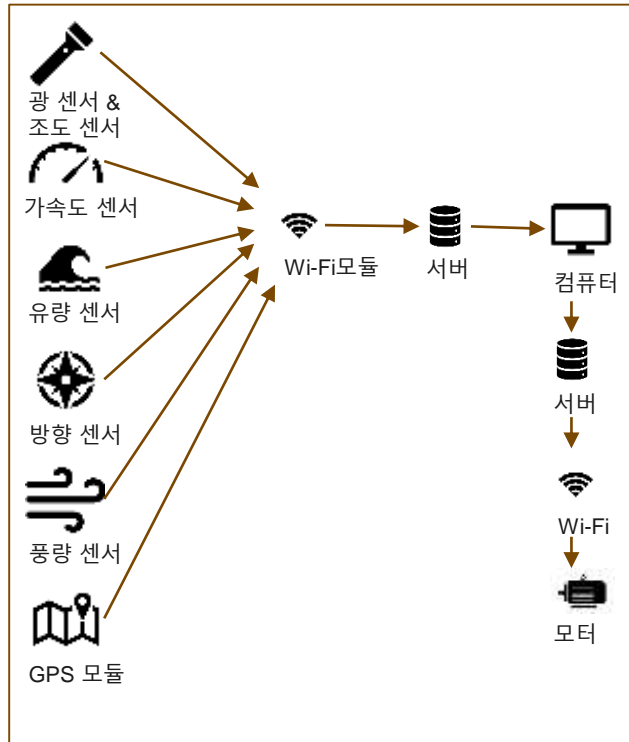 광 센서 &
조도 센서
가속도 센서
유량 센서
방향 센서
풍량 센서
GPS 모듈
Wi-Fi모듈
서버
컴퓨터
서버
Wi-Fi
모터